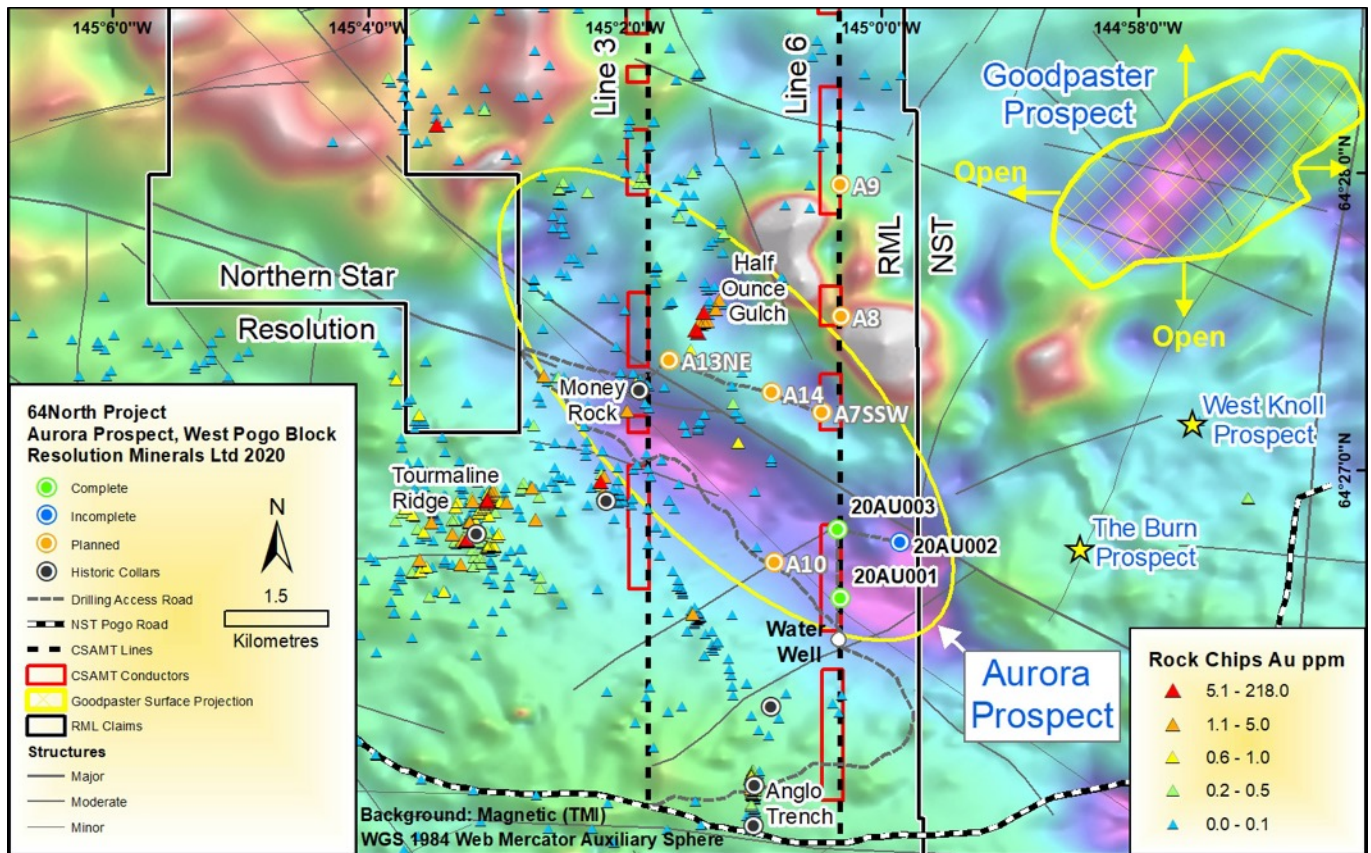 145°6'0"W
145°4'0"W
145°2'0"W
145°0'0"W
144°58'0"W
Line 3
Line 6
Goodpaster
Prospect
Open
Open
64°28'0"N
A9
RML
NST
Northern Star
Resolution
Half
Ounce
Gulch
A8
A13NE
Money
Rock
A14
A7SSW
West Knoll
Prospect
64°27'0"N
Tourmaline
Ridge
20AU003
20AU002
The Burn
Prospect
A10
20AU001
Water
Well
Aurora
Prospect
Anglo
Trench
64North Project
Aurora Prospect, West Pogo Block
Resolution Minerals Ltd 2020
Complete
Incomplete
Planned
Historic Collars
Drilling Access Road
NST Pogo Road
CSAMT Lines
CSAMT Conductors
Goodpaster Surface Projection
RML Claims
Structures
Major
Moderate
Minor
N
1.5
Kilometres
Background: Magnetic (TMI)
WGS 1984 Web Mercator Auxiliary Sphere
Rock Chips Au ppm
5.1 - 218.0
1.1 - 5.0
0.6 - 1.0
0.2 - 0.5
0.0 - 0.1